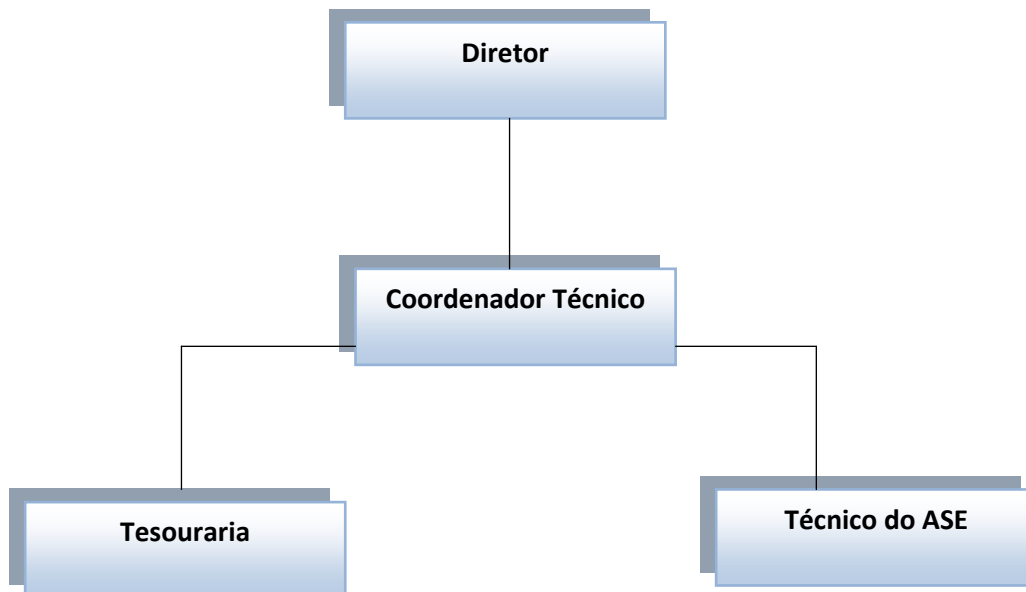 Diretor
Coordenador Técnico
Tesouraria
Técnico do ASE